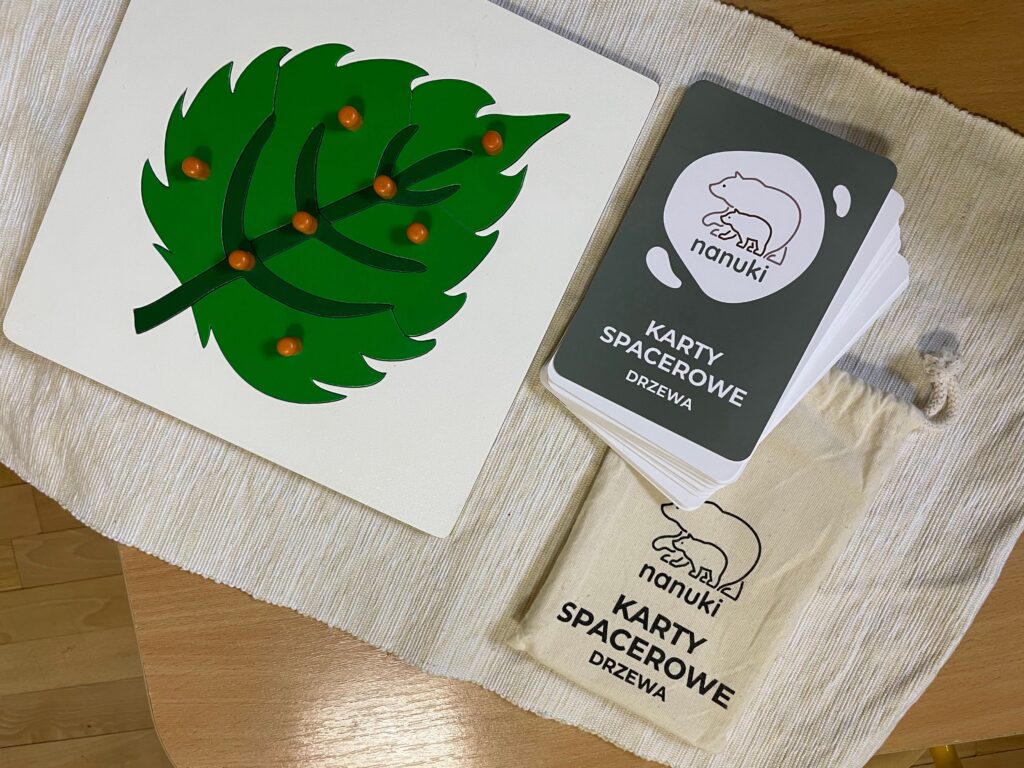 nanuki
KARTY
SPACEROWE
DRZEWA
nanuki
KARTY
SPACEROWE
DRZEWA